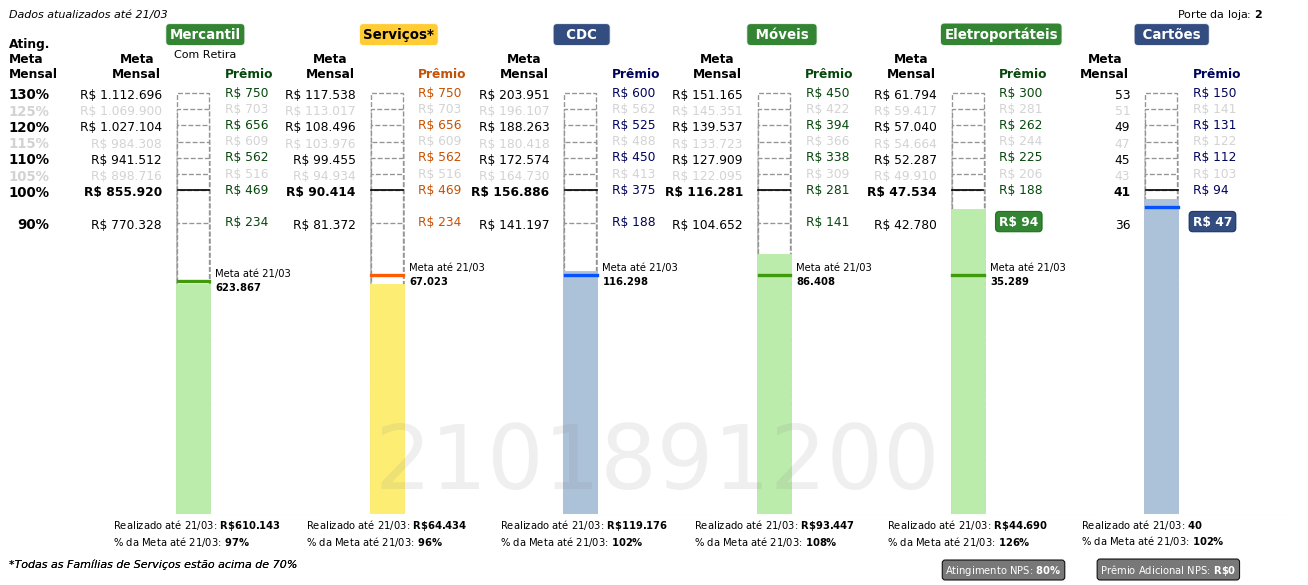 Dados atualizados até 21/03 Porte da loja: 2
Mercantil Serviços* CDC Móveis Eletroportáteis Cartões
Com Retira
Ating. Meta Mensal
Meta Mensal Prêmio Meta Mensal Prêmio Meta Mensal Prêmio Meta Mensal Prêmio Meta Mensal Prêmio Meta Mensal Prêmio
130% R$ 1.112.696 R$ 750 R$ 117.538 R$ 750 R$ 203.951 R$ 600 R$ 151.165 R$ 450 R$ 61.794 R$ 300 53 R$ 150
125% R$ 1.069.900 R$ 703 R$ 113.017 R$ 703 R$ 196.107 R$ 562 R$ 145.351 R$ 422 R$ 59.417 R$ 281 51 R$ 141
120% R$ 1.027.104 R$ 656 R$ 108.496 R$ 656 R$ 188.263 R$ 525 R$ 139.537 R$ 394 R$ 57.040 R$ 262 49 R$ 131
115% R$ 984.308 R$ 609 R$ 103.976 R$ 609 R$ 180.418 R$ 488 R$ 133.723 R$ 366 R$ 54.664 R$ 244 47 R$ 122
110% R$ 941.512 R$ 562 R$ 99.455 R$ 562 R$ 172.574 R$ 450 R$ 127.909 R$ 338 R$ 52.287 R$ 225 45 R$ 112
105% R$ 898.716 R$ 516 R$ 94.934 R$ 516 R$ 164.730 R$ 413 R$ 122.095 R$ 309 R$ 49.910 R$ 206 43 R$ 103
100% R$ 855.920 R$ 469 R$ 90.414 R$ 469 R$ 156.886 R$ 375 R$ 116.281 R$ 281 R$ 47.534 R$ 188 41 R$ 94
90% R$ 770.328 R$ 234 R$ 81.372 R$ 234 R$ 141.197 R$ 188 R$ 104.652 R$ 141 R$ 42.780 R$ 94 36 R$ 47
Meta até 21/03 Meta até 21/03 Meta até 21/03 Meta até 21/03 Meta até 21/03
623.867 67.023 116.298 86.408 35.289
2101891200
Realizado até 21/03: R$610.143 Realizado até 21/03: R$64.434 Realizado até 21/03: R$119.176 Realizado até 21/03: R$93.447 Realizado até 21/03: R$44.690 Realizado até 21/03: 40
% da Meta até 21/03: 97% % da Meta até 21/03: 96% % da Meta até 21/03: 102% % da Meta até 21/03: 108% % da Meta até 21/03: 126% % da Meta até 21/03: 102%
*Todas as Famílias de Serviços estão acima de 70% Atingimento NPS: 80% Prêmio Adicional NPS: R$0